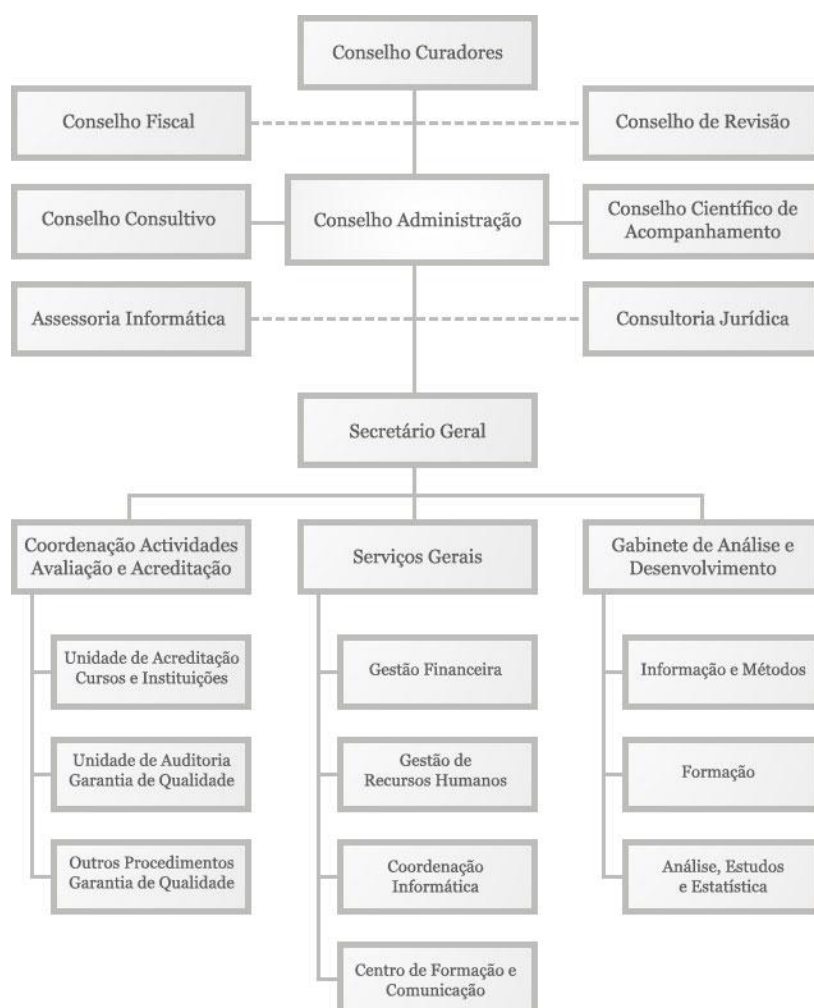 Conselho Curadores
Conselho Fiscal
Conselho de Revisão
Conselho Consultivo
Conselho Administração
Conselho Científico de
Acompanhamento
Assessoria Informática
Consultoria Jurídica
Secretário Geral
Coordenação Actividades
Avaliação e Acreditação
Serviços Gerais
Gabinete de Análise e
Desenvolvimento
Unidade de Acreditação
Cursos e Instituições
Gestão Financeira
Informação e Métodos
Unidade de Auditoria
Garantia de Qualidade
Gestão de
Recursos Humanos
Formação
Outros Procedimentos
Garantia de Qualidade
Coordenação
Informática
Análise, Estudos
e Estatística
Centro de Formação e
Comunicação